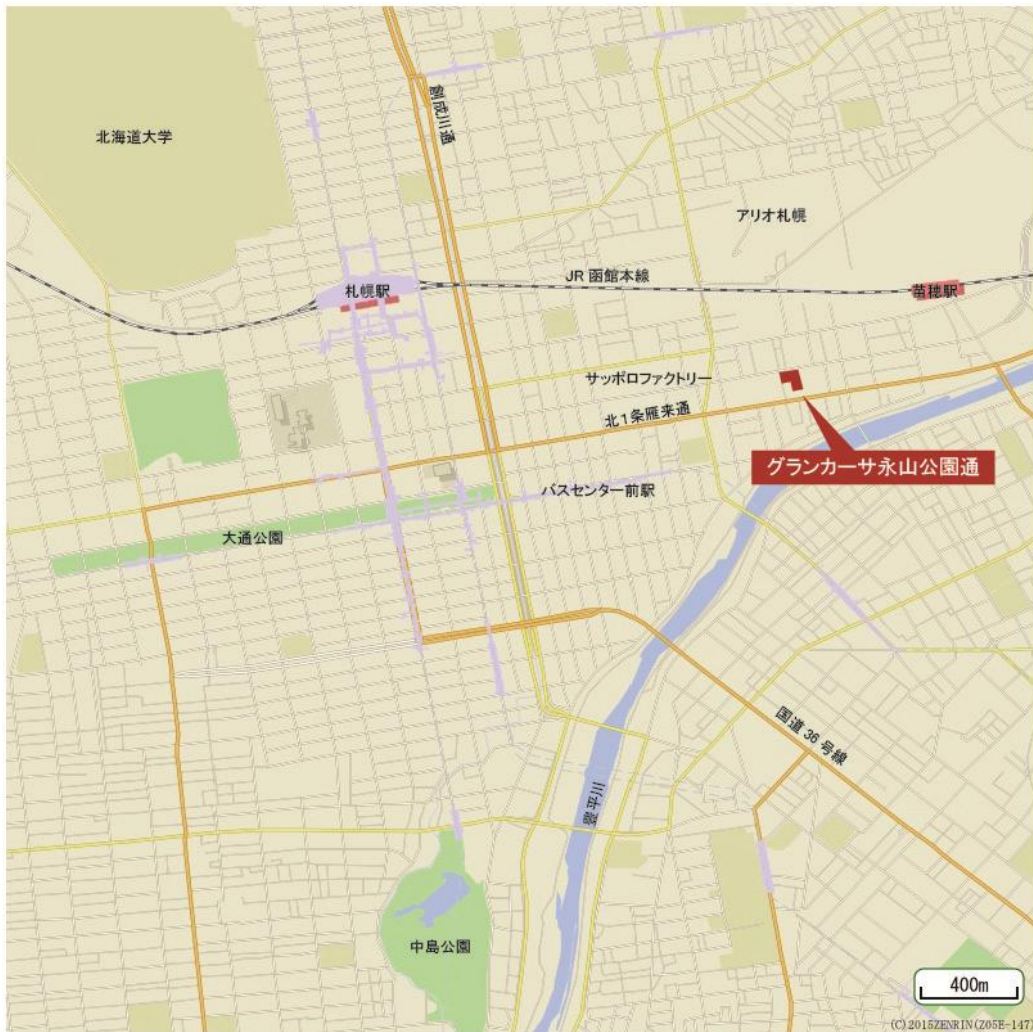 創成川通
北海道大学
アリオ札幌
JR 函館本線
札幌駅
苗穂駅
サッポロファクトリー
北1条雁来通
グランカーサ永山公園通
バスセンター前駅
大通公園
国道 36 号線
豊平川
中島公園
400m
(C) 2015ZENRIN(Z05E-147